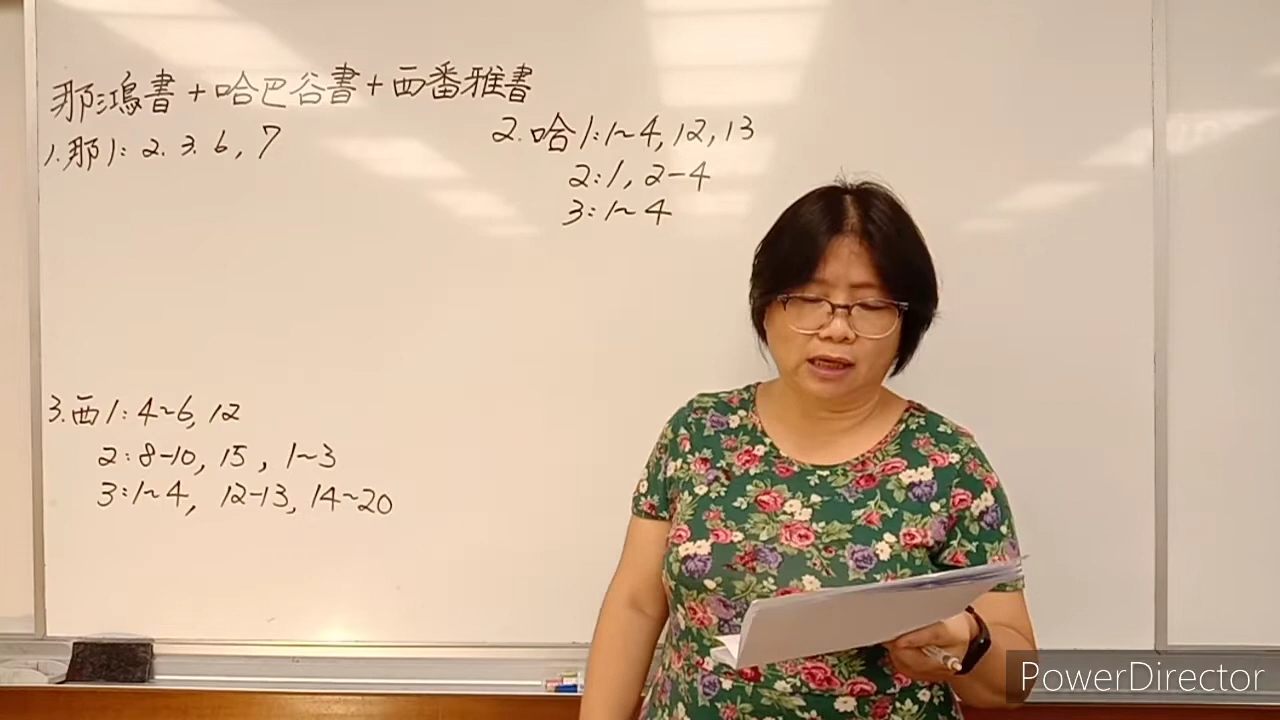 那鴻書+哈巴谷書+西番雅書
1.那1:2.3.6,7
2.哈1:1~4,12,13
2:1,2-4
3:1~4
3.西1:4~6,12
2:8-10,15,1~3
3:1~4,12-13,14~20
PowerDirector